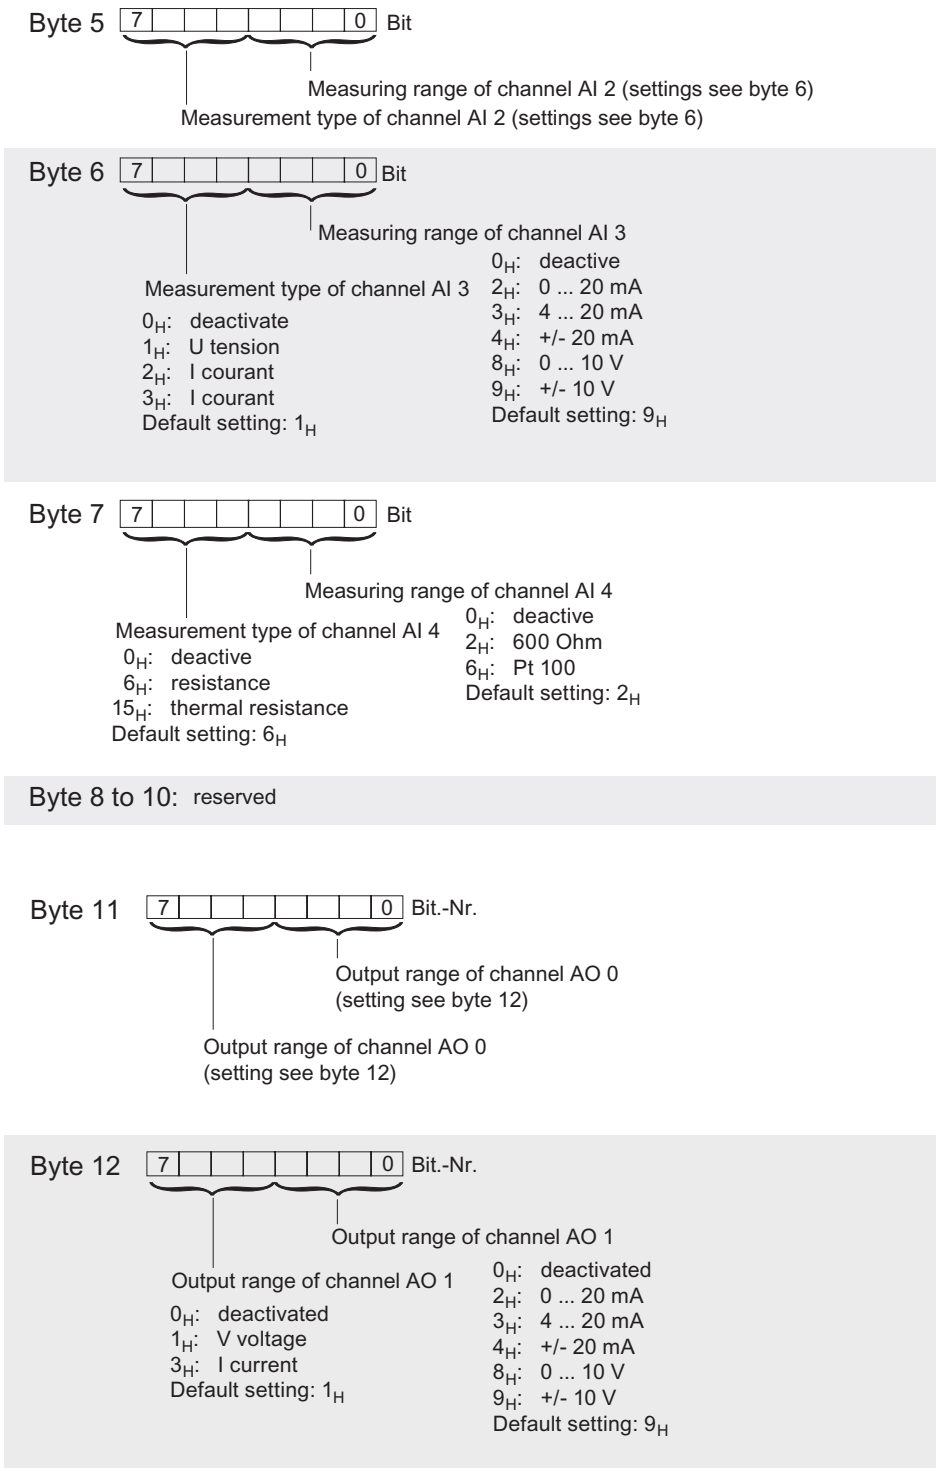 Byte 5 7 0 Bit
Measuring range of channel AI 2 (settings see byte 6)
Measurement type of channel AI 2 (settings see byte 6)
Byte 6 7 0 Bit
Measuring range of channel AI 3
0H: deactive
2H: 0 ... 20 mA
3H: 4 ... 20 mA
4H: +/- 20 mA
8H: 0 ... 10 V
9H: +/- 10 V
Default setting: 9H
Measurement type of channel AI 3
0H: deactivate
1H: U tension
2H: I courant
3H: I courant
Default setting: 1H
Byte 7 7 0 Bit
Measuring range of channel AI 4
0H: deactive
2H: 600 Ohm
6H: Pt 100
Default setting: 2H
Measurement type of channel AI 4
0H: deactive
6H: resistance
15H: thermal resistance
Default setting: 6H
Byte 8 to 10: reserved
Byte 11 7 0 Bit.-Nr.
Output range of channel AO 0
(setting see byte 12)
Output range of channel AO 0
(setting see byte 12)
Byte 12 7 0 Bit.-Nr.
Output range of channel AO 1
0H: deactivated
2H: 0 ... 20 mA
3H: 4 ... 20 mA
4H: +/- 20 mA
8H: 0 ... 10 V
9H: +/- 10 V
Default setting: 9H
Output range of channel AO 1
0H: deactivated
1H: V voltage
3H: I current
Default setting: 1H